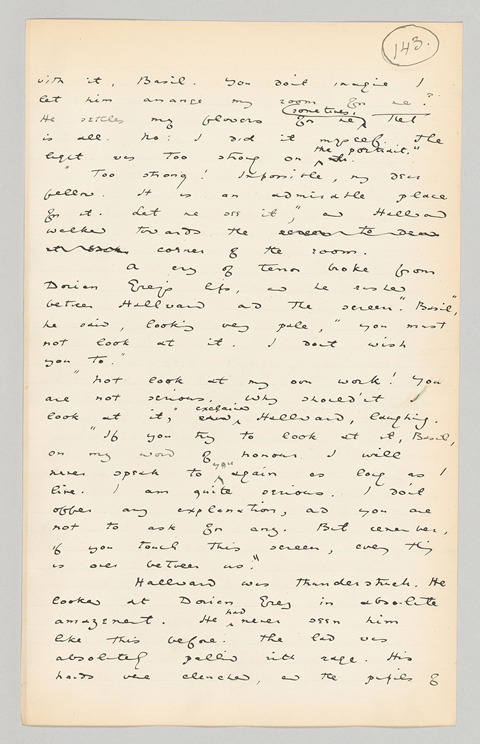 143.
with it, Basil. You don't imagine I
let him arrange my room for me?
He settles my flowers for me sometimes, that
is all. No: I did it myself. The
light was too strong on the portrait."
"Too strong! Impossible, my dear
fellow. It is an admirable place
for it. Let me see it", and Hallward
walked towards the
corner of the room.
A cry of terror broke from
Dorian Gray's lips, and he rushed
between Hallward and the screen. "Basil",
he said, looking very pale, "you must
not look at it. I don't wish
you to."
"Not look at my own work! You
are not serious. Why shouldn't I
look at it," exclaimed Hallward, laughing.
"If you try to look at it, Basil,
on my word of honour I will
never speak to you again as long as I
live. I am quite serious. I don't
offer any explanation, and you are
not to ask for any. But remember,
if you touch this screen, everything
is over between us."
Hallward was thunderstruck. He
looked at Dorian Gray in absolute
amazement. He had never seen him
like this before. The lad was
absolutely pallid with rage. His
hands were clenched, and the pupils of